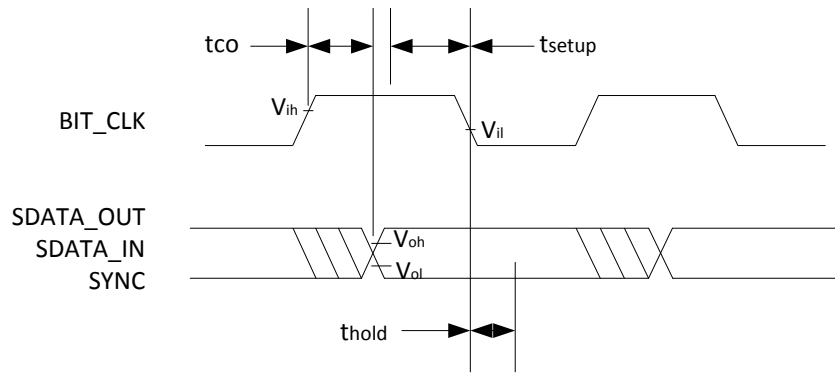 tco
tsetup
Vih
BIT_CLK
Vil
SDATA_OUT
SDATA_IN
SYNC
Voh
Vol
thold